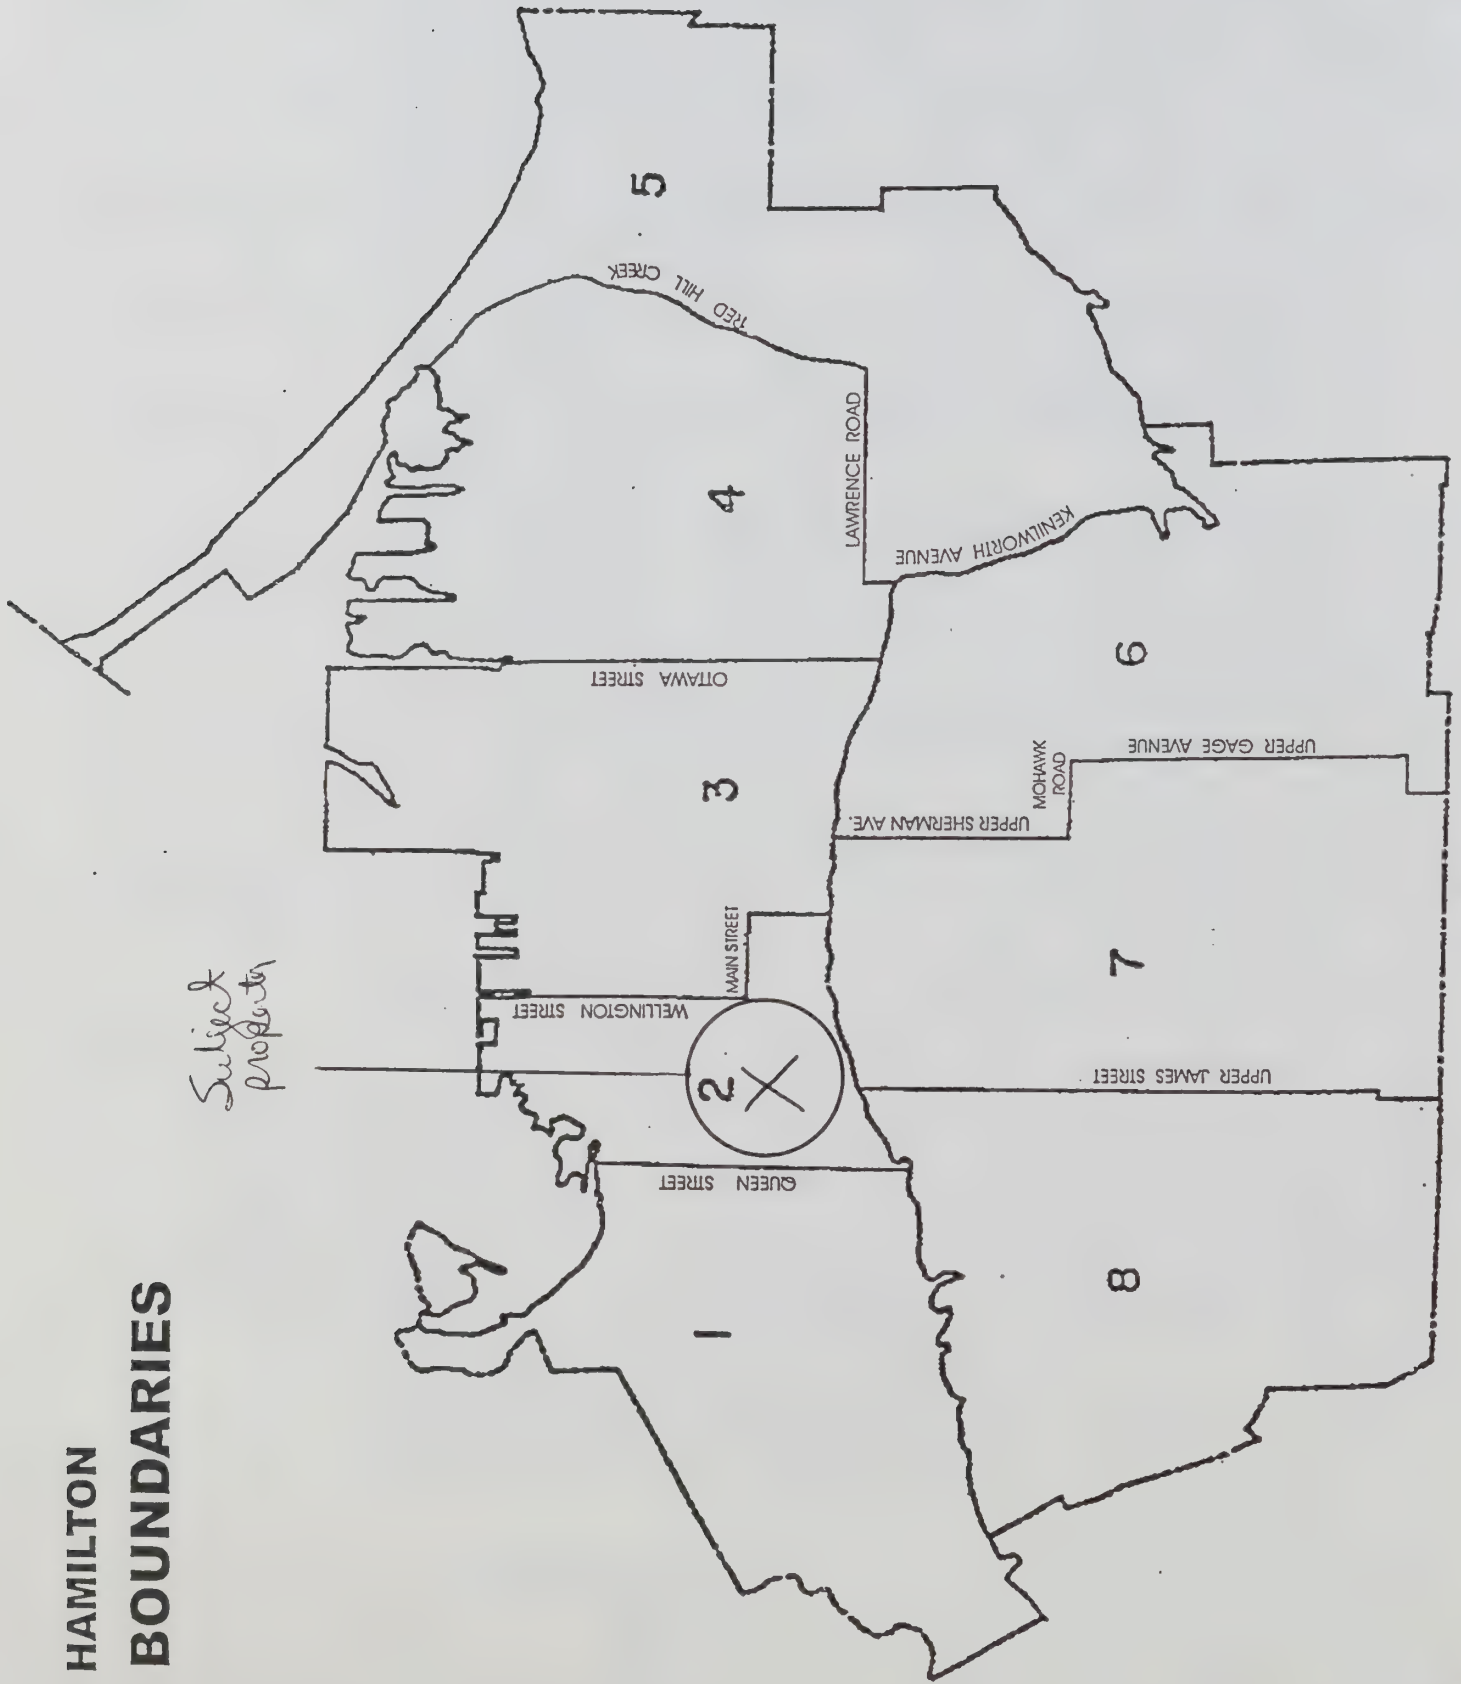 HAMILTON
BOUNDARIES
Subject
property
1
2
3
4
5
6
7
8
QUEEN STREET
WELLINGTON STREET
MAIN STREET
OTTAWA STREET
RED HILL CREEK
LAWRENCE ROAD
KENILWORTH AVENUE
UPPER SHERMAN AVE.
MOHAWK
ROAD
UPPER GAGE AVENUE
UPPER JAMES STREET